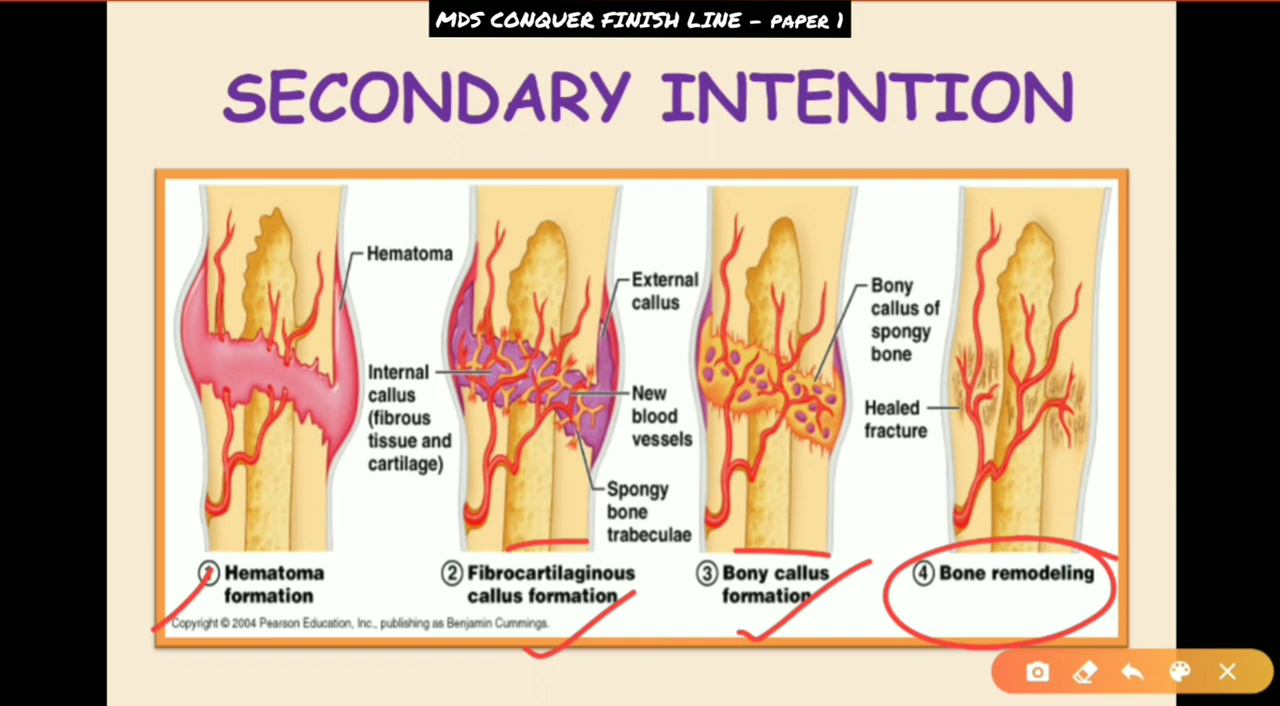 MDS CONQUER FINISH LINE – PAPER 1
SECONDARY INTENTION
Hematoma
Internal
callus
(fibrous
tissue and
cartilage)
External
callus
New
blood
vessels
Spongy
bone
trabeculae
Bony
callus of
spongy
bone
Healed
fracture
① Hematoma
formation
② Fibrocartilaginous
callus formation
③ Bony callus
formation
④ Bone remodeling
Copyright © 2004 Pearson Education, Inc., publishing as Benjamin Cummings.